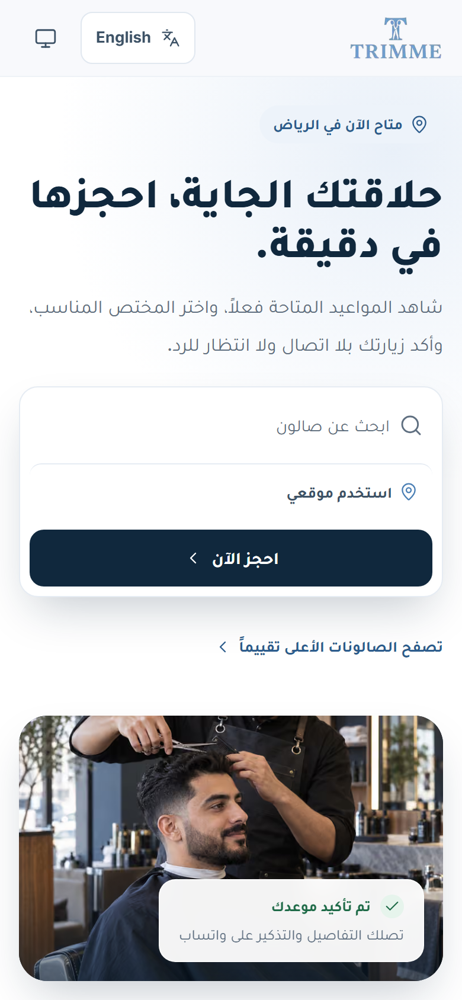 TRIMME
English
متاح الآن في الرياض
حلاقتك الجاية، احجزها
في دقيقة.
شاهد المواعيد المتاحة فعلاً، واختر المختص المناسب،
وأكد زيارتك بلا اتصال ولا انتظار للرد.
ابحث عن صالون
استخدم موقعي
احجز الآن
تصفح الصالونات الأعلى تقييماً
تم تأكيد موعدك
تصلك التفاصيل والتذكير على واتساب